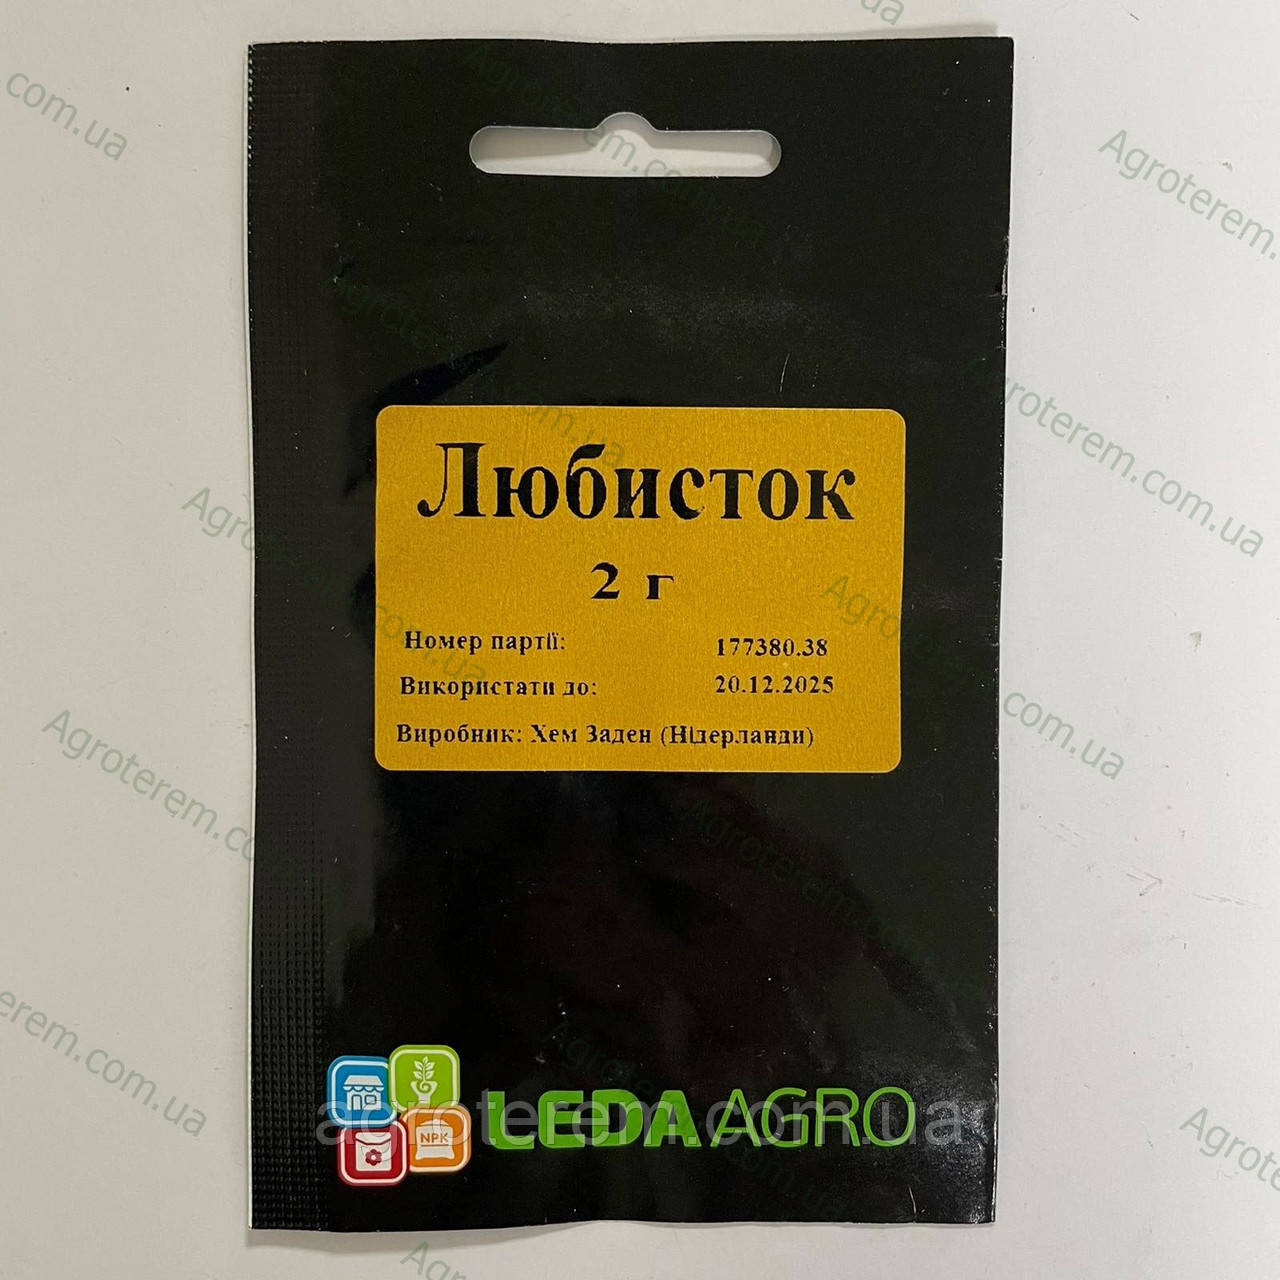 Любисток
2 г
Номер партії: 177380.38
Використати до: 20.12.2025
Виробник: Хем Заден (Нідерланди)
NPK
LEDA AGRO
agroterem.com.ua